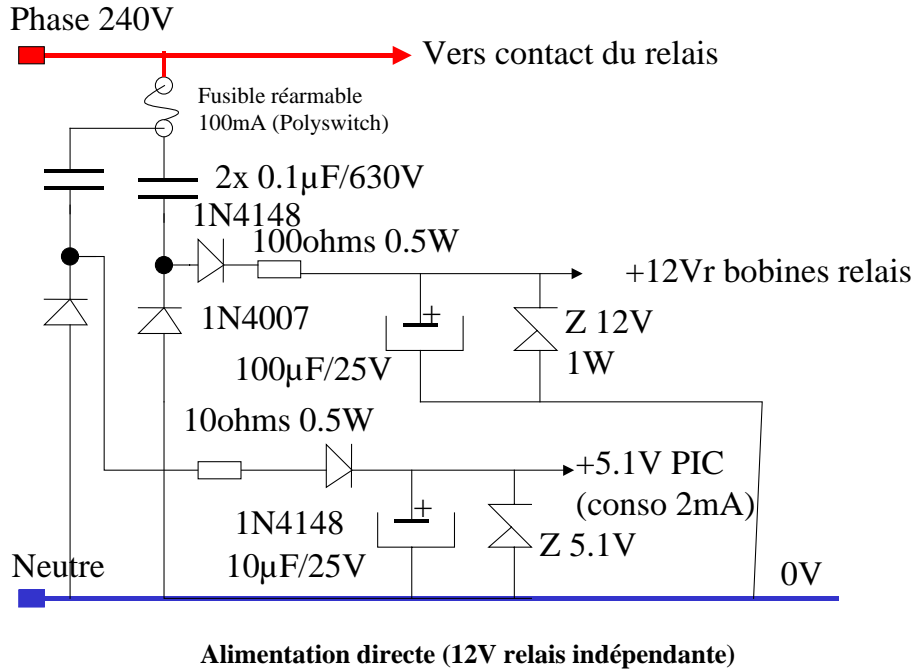 Phase 240V
Vers contact du relais
Fusible réarmable
100mA (Polyswitch)
2x 0.1µF/630V
1N4148
100ohms 0.5W
+12Vr bobines relais
1N4007
+
Z 12V
1W
100µF/25V
10ohms 0.5W
+5.1V PIC
(conso 2mA)
+
1N4148
Z 5.1V
10µF/25V
Neutre
0V
Alimentation directe (12V relais indépendante)